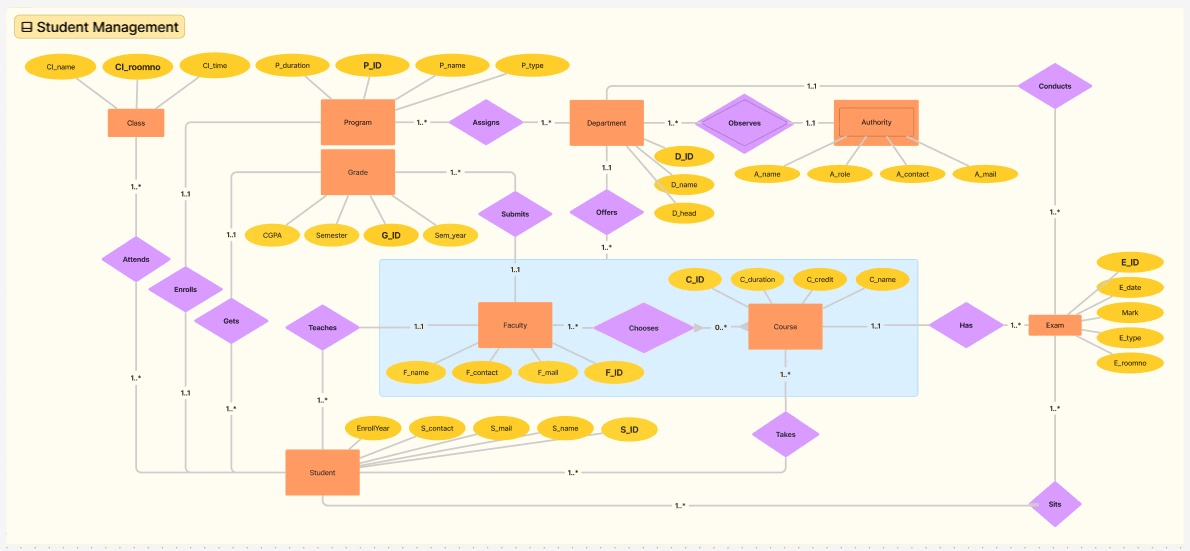 Student Management
Cl_name
Cl_roomno
Cl_time
P_duration
P_ID
P_name
P_type
Conducts
1..1
Class
Program
1..*
Assigns
1..*
Department
1..*
Observes
1..1
Authority
D_ID
D_name
D_head
A_name
A_role
A_contact
A_mail
Grade
1..*
1..1
1..*
1..1
Offers
1..*
Submits
1..*
CGPA
Semester
G_ID
Sem_year
1..1
Attends
Enrolls
Gets
1..1
C_ID
C_duration
C_credit
C_name
E_ID
E_date
Mark
E_type
E_roomno
Teaches
1..1
Faculty
1..*
Chooses
0..*
Course
1..1
Has
1..*
Exam
F_name
F_contact
F_mail
F_ID
1..*
1..*
1..1
1..*
1..*
1..*
EnrollYear
S_contact
S_mail
S_name
S_ID
Takes
Student
1..*
1..*
Sits